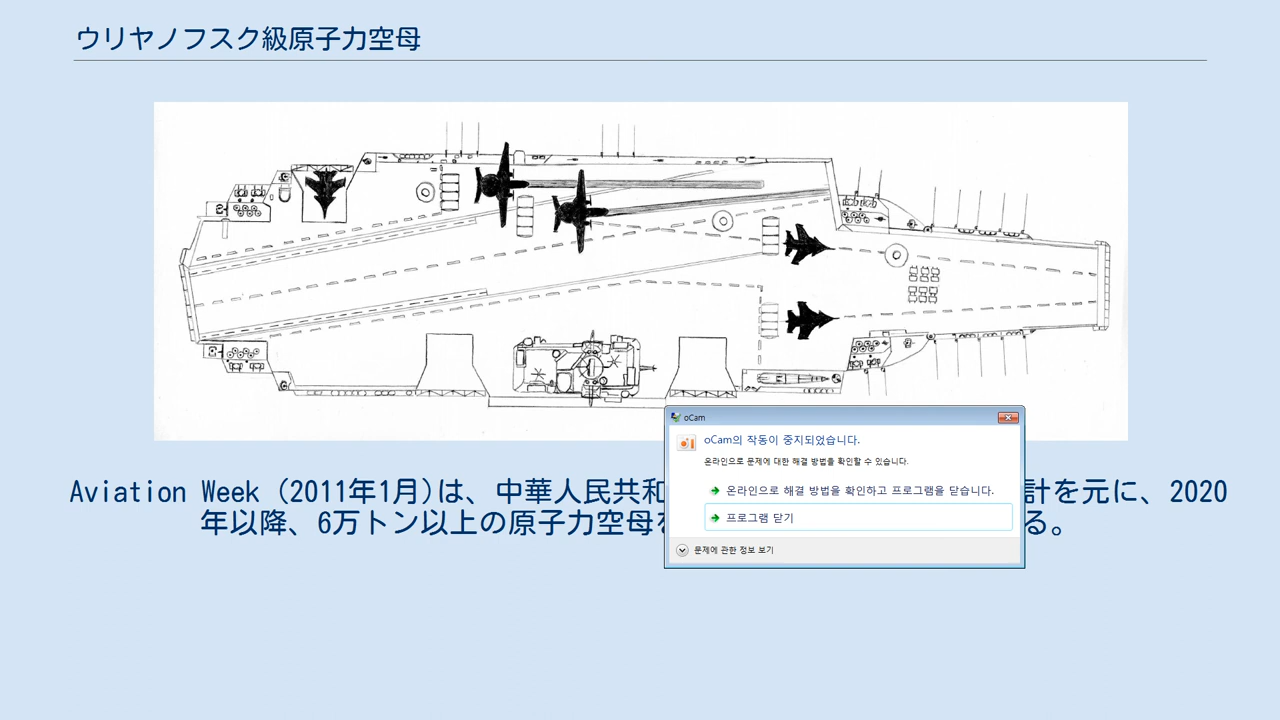 ウリヤノフスク級原子力空母
Aviation Week (2011年1月)は、中華人民共和
計を元に、2020
年以降、6万トン以上の原子力空母を
る。
oCam
oCam의 작동이 중지되었습니다.
온라인으로 문제에 대한 해결 방법을 확인할 수 있습니다.
온라인으로 해결 방법을 확인하고 프로그램을 닫습니다.
프로그램 닫기
문제에 관한 정보 보기